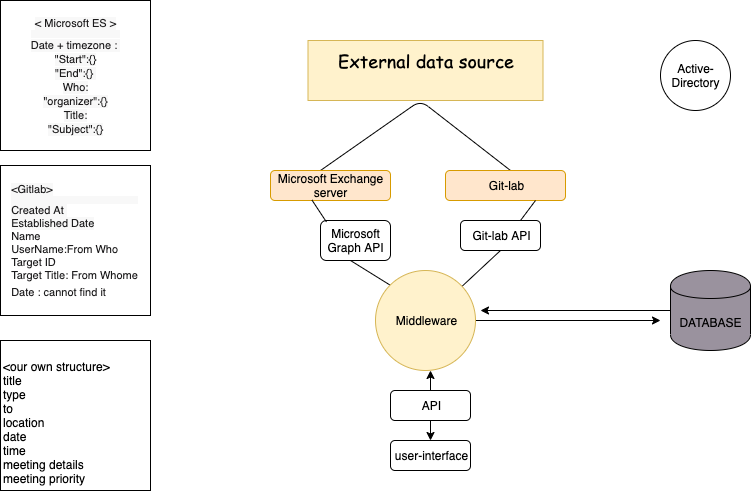 < Microsoft ES >
Date + timezone :
"Start":{}
"End":{}
Who:
"organizer":{}
Title:
"Subject":{}
<Gitlab>
Created At
Established Date
Name
UserName:From Who
Target ID
Target Title: From Whome
Date : cannot find it
<our own structure>
title
type
to
location
date
time
meeting details
meeting priority
External data source
Microsoft Exchange
server
Git-lab
Microsoft
Graph API
Git-lab API
Middleware
API
user-interface
Active-
Directory
DATABASE